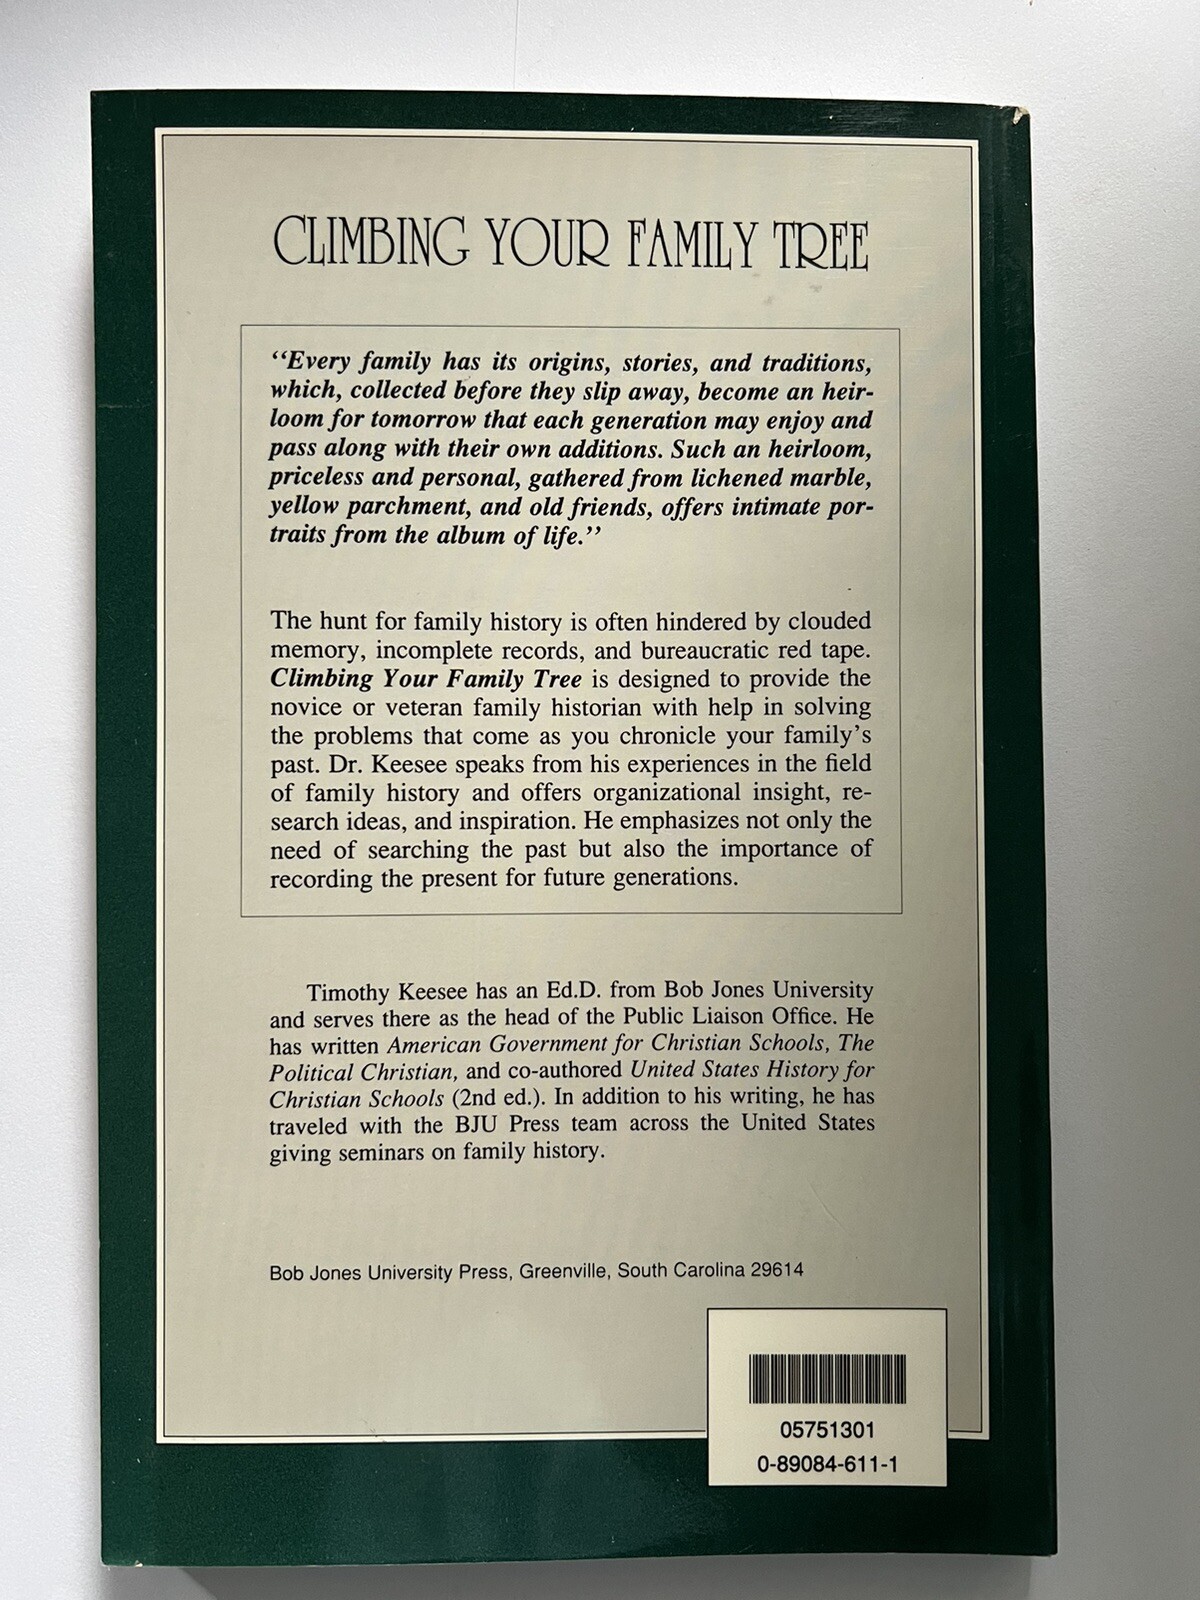 CLIMBING YOUR FAMILY TREE
“Every family has its origins, stories, and traditions,
which, collected before they slip away, become an heir-
loom for tomorrow that each generation may enjoy and
pass along with their own additions. Such an heirloom,
priceless and personal, gathered from lichened marble,
yellow parchment, and old friends, offers intimate por-
traits from the album of life.”
The hunt for family history is often hindered by clouded
memory, incomplete records, and bureaucratic red tape.
Climbing Your Family Tree is designed to provide the
novice or veteran family historian with help in solving
the problems that come as you chronicle your family's
past. Dr. Keesee speaks from his experiences in the field
of family history and offers organizational insight, re-
search ideas, and inspiration. He emphasizes not only the
need of searching the past but also the importance of
recording the present for future generations.
Timothy Keesee has an Ed.D. from Bob Jones University
and serves there as the head of the Public Liaison Office. He
has written American Government for Christian Schools, The
Political Christian, and co-authored United States History for
Christian Schools (2nd ed.). In addition to his writing, he has
traveled with the BJU Press team across the United States
giving seminars on family history.
Bob Jones University Press, Greenville, South Carolina 29614
05751301
0-89084-611-1